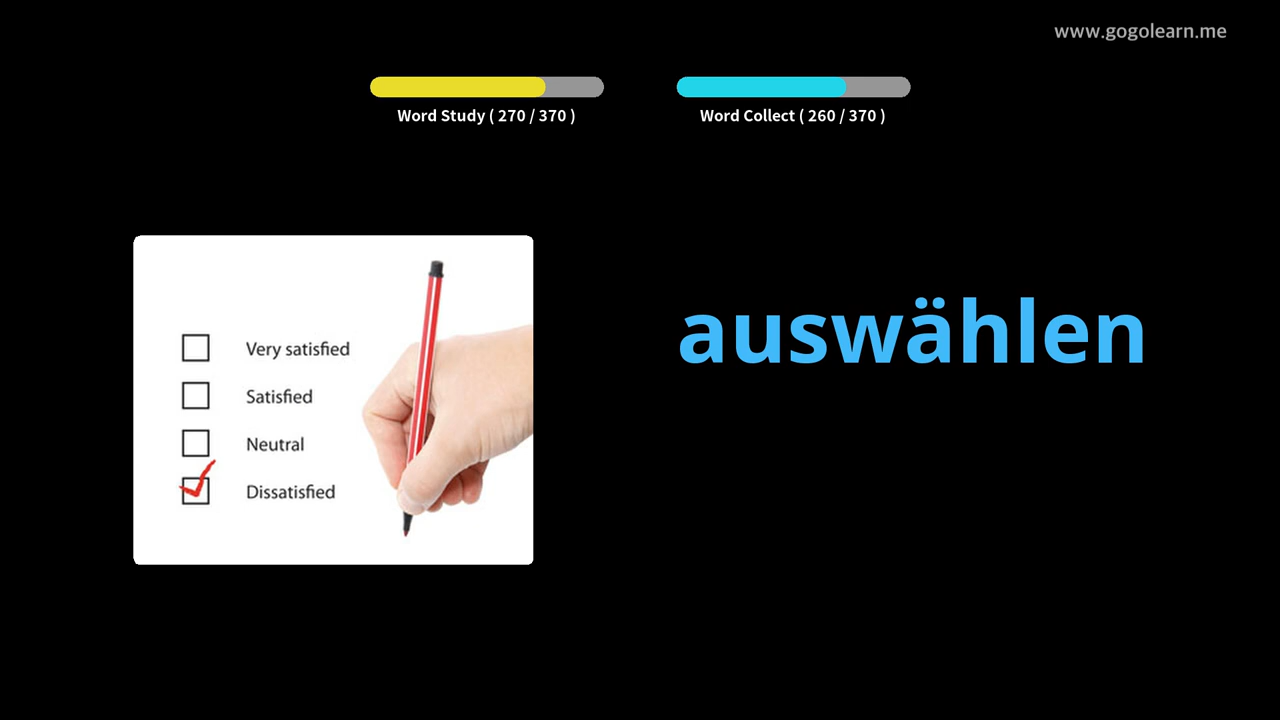 www.gogolearn.me
Word Study ( 270 / 370 )
Word Collect ( 260 / 370 )
Very satisfied
Satisfied
Neutral
Dissatisfied
auswählen